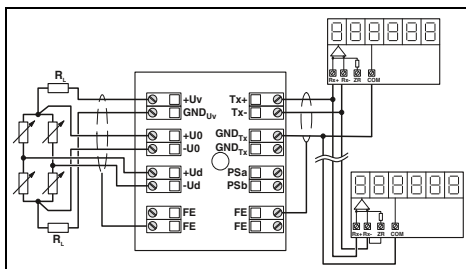 Rx+ Rx- ZR COM
RL
+Uv
GNDUv
+U0
-U0
+Ud
-Ud
FE
FE
Tx+
Tx-
GNDTx
GNDTx
PSa
PSb
FE
FE
RL
Rx+ Rx- ZR COM